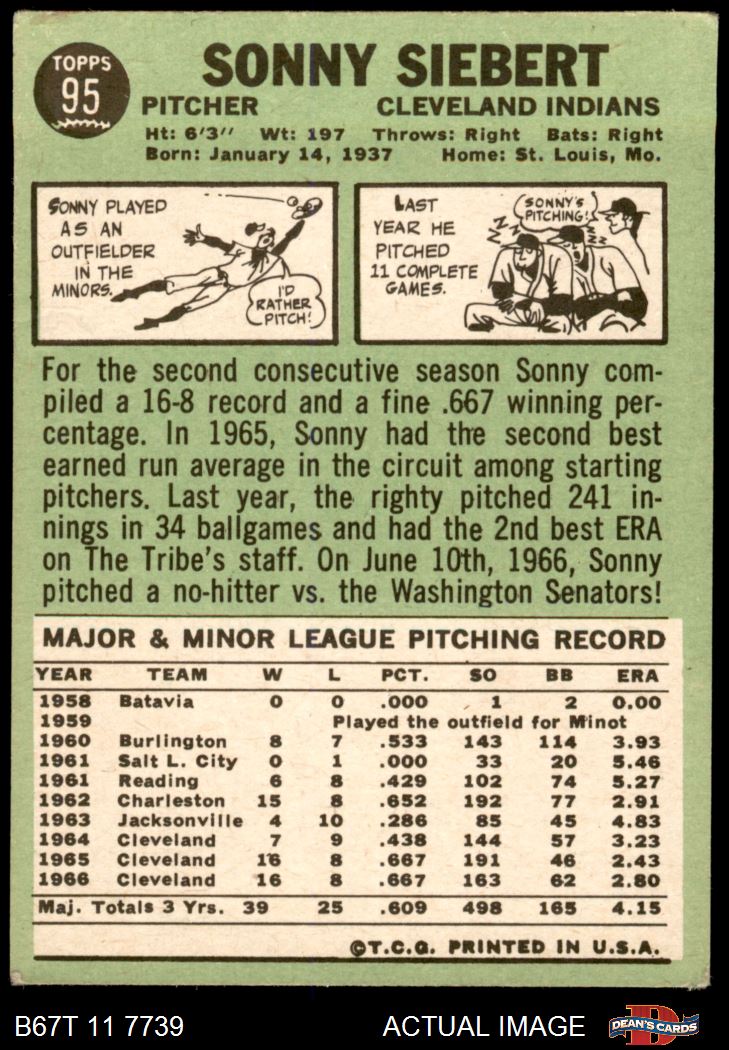 TOPPS
95
SONNY SIEBERT
PITCHER CLEVELAND INDIANS
Ht: 6'3" Wt: 197 Throws: Right Bats: Right
Born: January 14, 1937 Home: St. Louis, Mo.
SONNY PLAYED
AS AN
OUTFIELDER
IN THE
MINORS.
I'D
RATHER
PITCH!
LAST
YEAR HE
PITCHED
11 COMPLETE
GAMES.
SONNY'S
PITCHING!
Z Z Z
Z Z Z
For the second consecutive season Sonny com-
piled a 16-8 record and a fine .667 winning per-
centage. In 1965, Sonny had the second best
earned run average in the circuit among starting
pitchers. Last year, the righty pitched 241 in-
nings in 34 ballgames and had the 2nd best ERA
on The Tribe's staff. On June 10th, 1966, Sonny
pitched a no-hitter vs. the Washington Senators!
MAJOR & MINOR LEAGUE PITCHING RECORD
YEAR TEAM W L PCT. SO BB ERA
1958 Batavia 0 0 .000 1 2 0.00
1959 Played the outfield for Minot
1960 Burlington 8 7 .533 143 114 3.93
1961 Salt L. City 0 1 .000 33 20 5.46
1961 Reading 6 8 .429 102 74 5.27
1962 Charleston 15 8 .652 192 77 2.91
1963 Jacksonville 4 10 .286 85 45 4.83
1964 Cleveland 7 9 .438 144 57 3.23
1965 Cleveland 16 8 .667 191 46 2.43
1966 Cleveland 16 8 .667 163 62 2.80
Maj. Totals 3 Yrs. 39 25 .609 498 165 4.15
©T.C.G. PRINTED IN U.S.A.
B67T 11 7739 ACTUAL IMAGE
D
DEAN'S CARDS